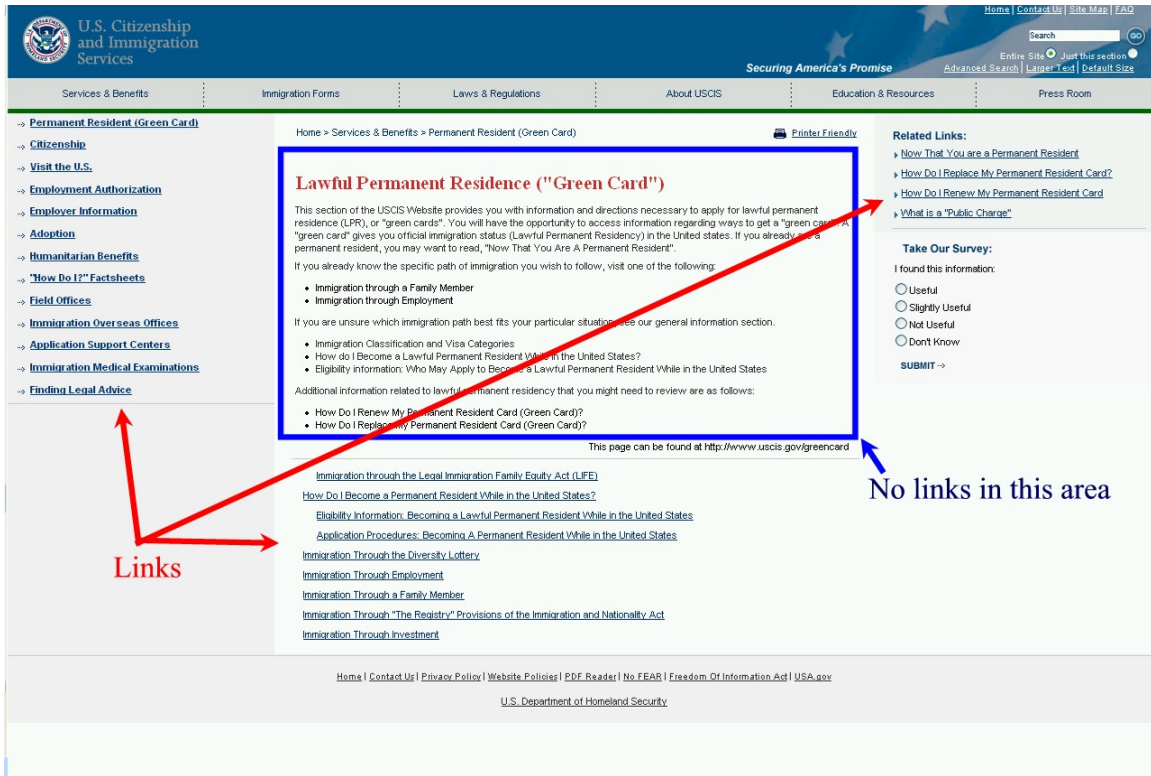 Home | Contact Us | Site Map | FAQ
U.S. Citizenship
and Immigration
Services
Search
GO
Securing America's Promise
Entire Site Just this section
Advanced Search | Larger Text | Default Size
Services & Benefits
Immigration Forms
Laws & Regulations
About USCIS
Education & Resources
Press Room
Permanent Resident (Green Card)
Citizenship
Visit the U.S.
Employment Authorization
Employer Information
Adoption
Humanitarian Benefits
"How Do I?" Factsheets
Field Offices
Immigration Overseas Offices
Application Support Centers
Immigration Medical Examinations
Finding Legal Advice
Links
Home > Services & Benefits > Permanent Resident (Green Card)
Printer Friendly
Lawful Permanent Residence ("Green Card")
This section of the USCIS Website provides you with information and directions necessary to apply for lawful permanent
residence (LPR), or "green cards". You will have the opportunity to access information regarding ways to get a "green card". A
"green card" gives you official immigration status (Lawful Permanent Residency) in the United states. If you already are a
permanent resident, you may want to read, "Now That You Are A Permanent Resident".
If you already know the specific path of immigration you wish to follow, visit one of the following:
• Immigration through a Family Member
• Immigration through Employment
If you are unsure which immigration path best fits your particular situation, see our general information section.
• Immigration Classification and Visa Categories
• How do I Become a Lawful Permanent Resident While in the United States?
• Eligibility information: Who May Apply to Become a Lawful Permanent Resident While in the United States
Additional information related to lawful permanent residency that you might need to review are as follows:
• How Do I Renew My Permanent Resident Card (Green Card)?
• How Do I Replace My Permanent Resident Card (Green Card)?
This page can be found at http://www.uscis.gov/greencard
Immigration through the Legal Immigration Family Equity Act (LIFE)
How Do I Become a Permanent Resident While in the United States?
Eligibility Information: Becoming a Lawful Permanent Resident While in the United States
Application Procedures: Becoming A Permanent Resident While in the United States
Immigration Through the Diversity Lottery
Immigration Through Employment
Immigration Through a Family Member
Immigration Through "The Registry" Provisions of the Immigration and Nationality Act
Immigration Through Investment
Related Links:
Now That You are a Permanent Resident
How Do I Replace My Permanent Resident Card?
How Do I Renew My Permanent Resident Card
What is a "Public Charge"
Take Our Survey:
I found this information:
Useful
Slightly Useful
Not Useful
Don't Know
SUBMIT
No links in this area
Home | Contact Us | Privacy Policy | Website Policies | PDF Reader | No FEAR | Freedom Of Information Act | USA.gov
U.S. Department of Homeland Security